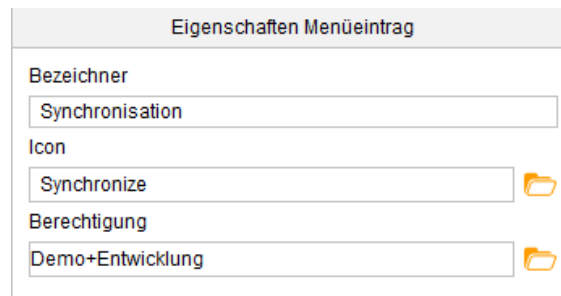 Eigenschaften Menüeintrag
Bezeichner
Synchronisation
Icon
Synchronize
Berechtigung
Demo+Entwicklung